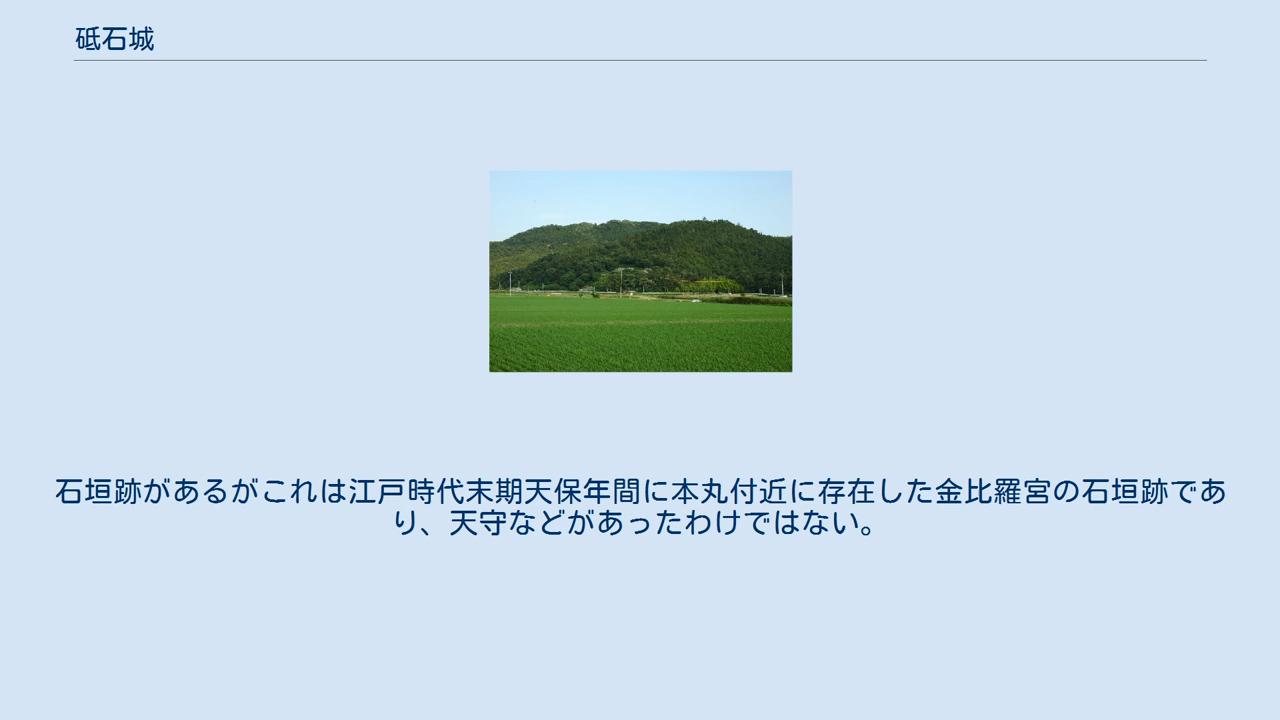 砥石城
石垣跡があるがこれは江戸時代末期天保年間に本丸付近に存在した金比羅宮の石垣跡であ
り、天守などがあったわけではない。